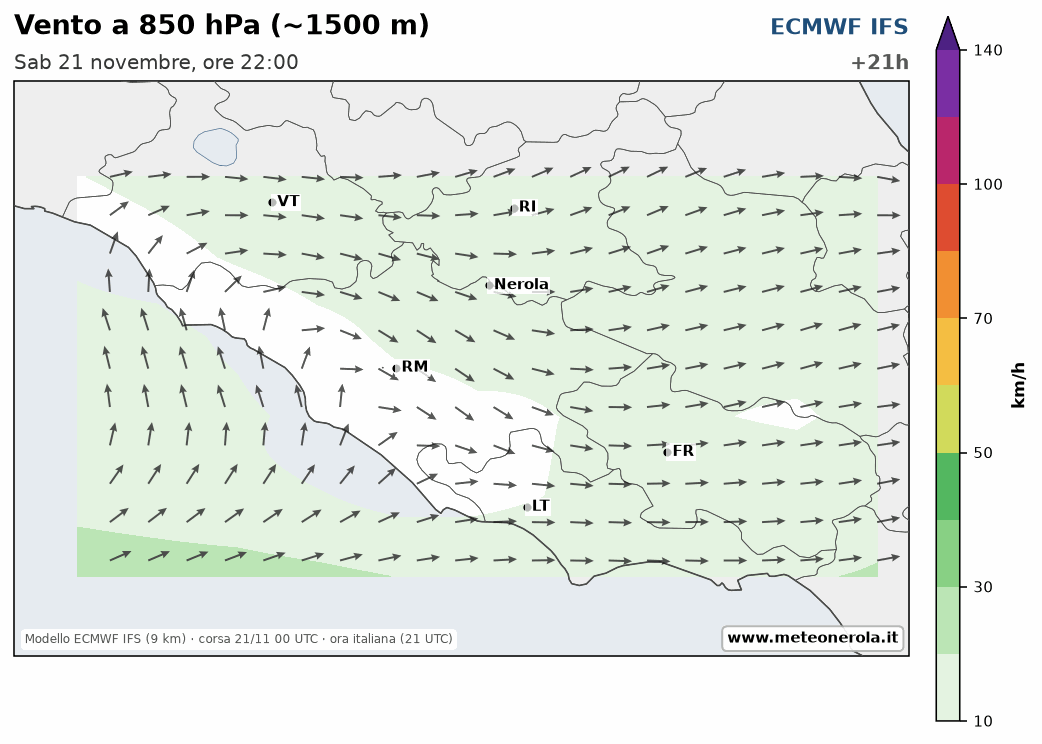 Vento a 850 hPa (~1500 m)
ECMWF IFS
Sab 21 novembre, ore 22:00
+21h
VT
RI
Nerola
RM
FR
LT
140
100
70
50
30
10
km/h
Modello ECMWF IFS (9 km) · corsa 21/11 00 UTC · ora italiana (21 UTC)
www.meteonerola.it